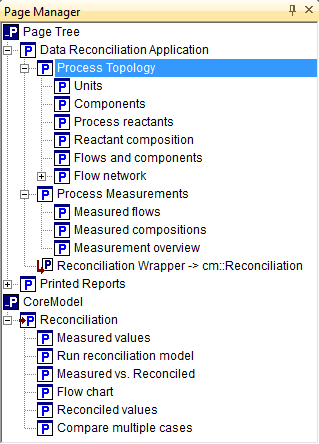 Page Manager
Page Tree
Data Reconciliation Application
Process Topology
Units
Components
Process reactants
Reactant composition
Flows and components
Flow network
Process Measurements
Measured flows
Measured compositions
Measurement overview
Reconciliation Wrapper -> cm::Reconciliation
Printed Reports
CoreModel
Reconciliation
Measured values
Run reconciliation model
Measured vs. Reconciled
Flow chart
Reconciled values
Compare multiple cases